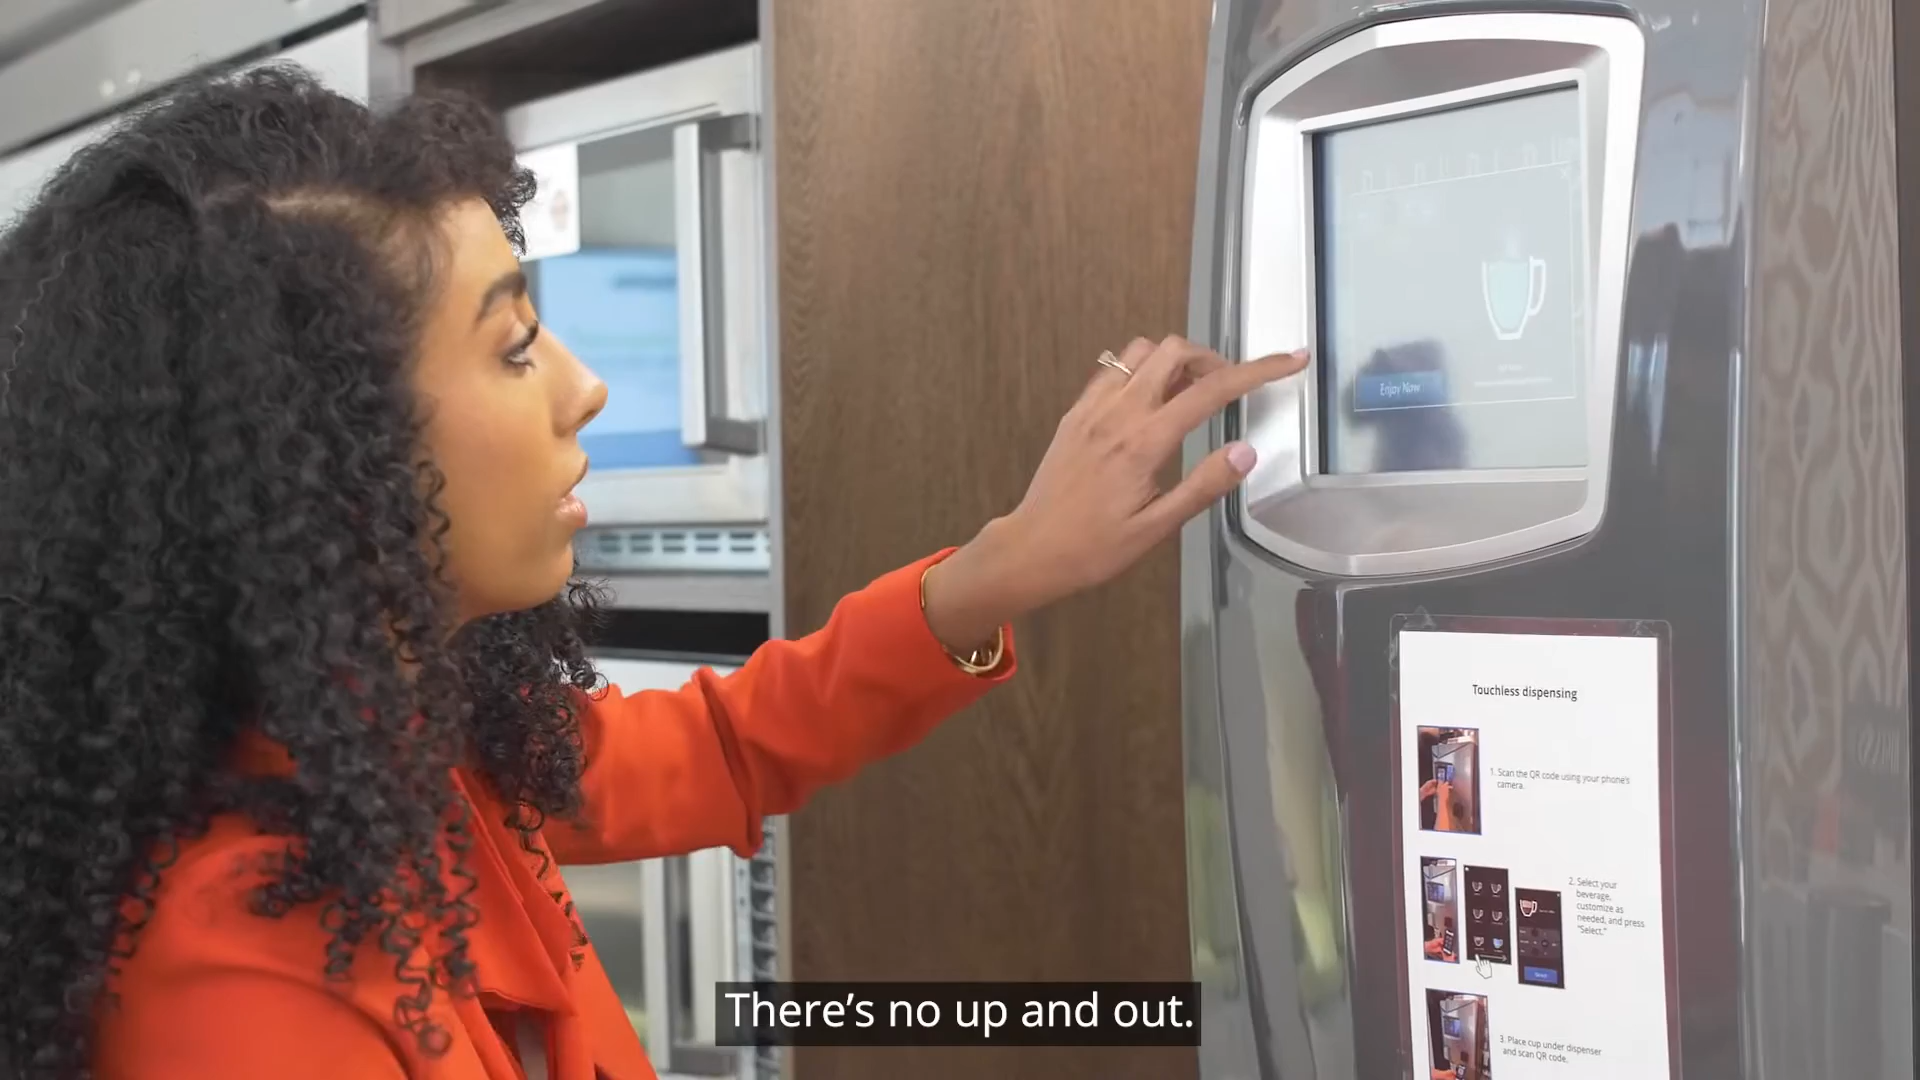 Enjoy Now
Touchless dispensing
1. Scan the QR code using your phone's
camera.
2. Select your
beverage,
customize as
needed, and press
"Select."
3. Place cup under dispenser
and scan QR code.
There's no up and out.